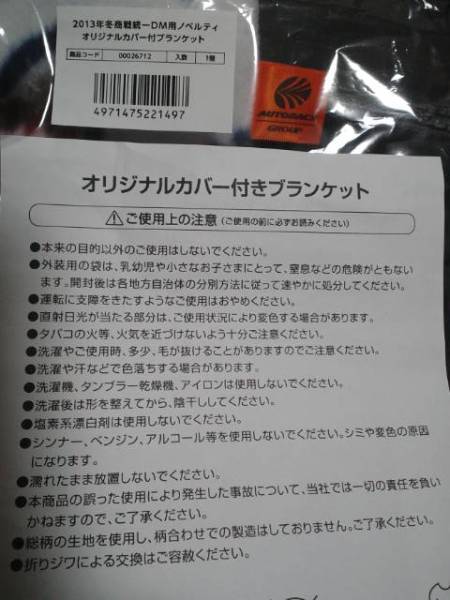 2013年冬商戦統一DM用ノベルティ
オリジナルカバー付ブランケット
商品コード 00026712 入数 1個
4971475221497
AUTOBACS
GROUP
オリジナルカバー付きブランケット
⚠ご使用上の注意（ご使用の前に必ずお読みください）
●本来の目的以外のご使用はしないでください。
●外装用の袋は、乳幼児や小さなお子さまにとって、窒息などの危険がともない
ます。開封後は各地方自治体の分別方法に従って速やかに処分してください。
●運転に支障をきたすようなご使用はおやめください。
●直射日光が当たる部分は、ご使用状況により変色する場合があります。
●タバコの火等、火気を近づけないよう十分ご注意ください。
●洗濯やご使用時、多少、毛が抜けることがありますのでご注意ください。
●洗濯や汗などで色落ちする場合があります。
●洗濯機、タンブラー乾燥機、アイロンは使用しないでください。
●洗濯後は形を整えてから、陰干ししてください。
●塩素系漂白剤は使用しないでください。
●シンナー、ベンジン、アルコール等を使用しないでください。シミや変色の原因
になります。
●濡れたまま放置しないでください。
●本商品の誤った使用により発生した事故について、当社では一切の責任を負い
かねますので、ご了承ください。
●総柄の生地を使用し、柄合わせでの製造はしておりません。ご了承ください。
●折りジワによる交換はご容赦ください。